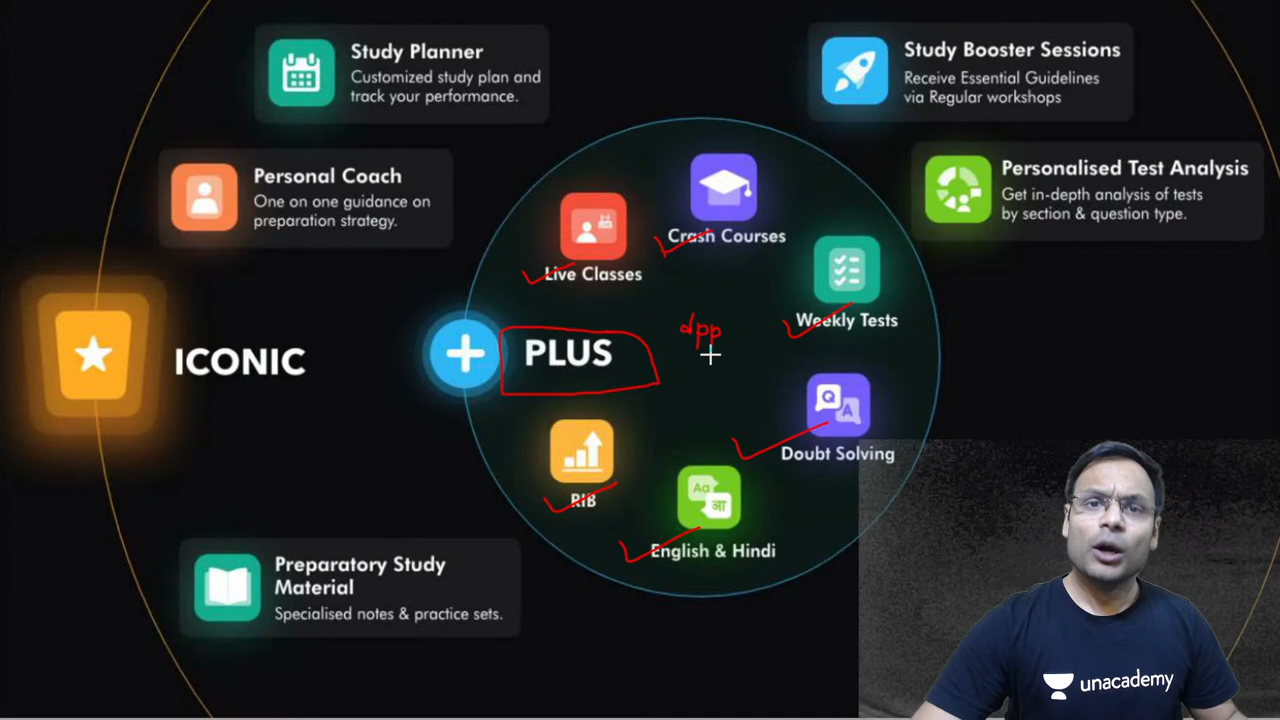 Study Planner
Customized study plan and
track your performance.
Study Booster Sessions
Receive Essential Guidelines
via Regular workshops
Personal Coach
One on one guidance on
preparation strategy.
Personalised Test Analysis
Get in-depth analysis of tests
by section & question type.
Crash Courses
Live Classes
Weekly Tests
dpp
ICONIC
PLUS
Q
A
Doubt Solving
RIB
Aa
आ
English & Hindi
Preparatory Study
Material
Specialised notes & practice sets.
unacademy